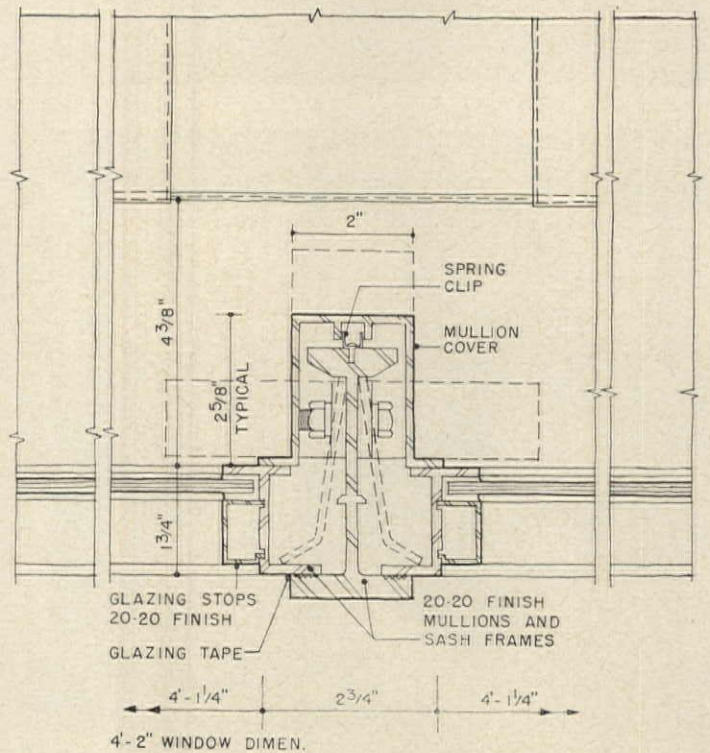 2"
SPRING
CLIP
MULLION
COVER
4 3/8"
2 5/8"
TYPICAL
1 3/4"
GLAZING STOPS
20-20 FINISH
GLAZING TAPE
20-20 FINISH
MULLIONS AND
SASH FRAMES
4'-1 1/4"
2 3/4"
4'-1 1/4"
4'-2" WINDOW DIMEN.